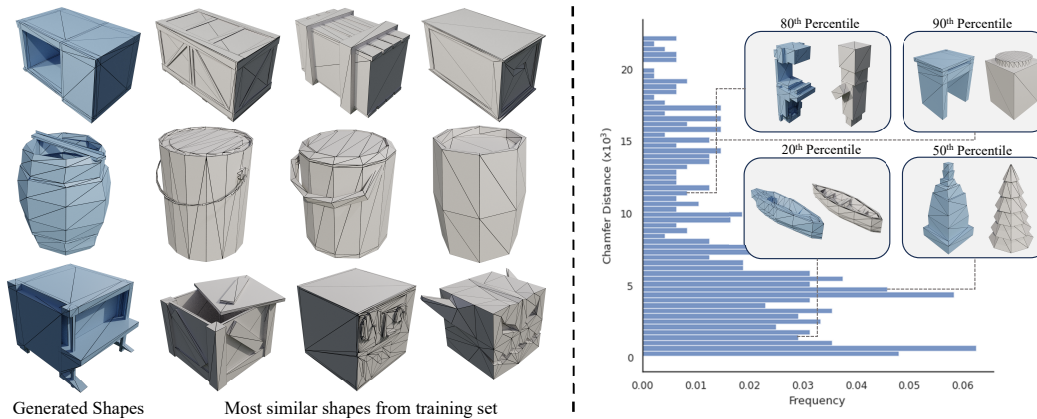 Generated Shapes
Most similar shapes from training set
80th Percentile
90th Percentile
20th Percentile
50th Percentile
Chamfer Distance (x10³)
20
15
10
5
0
0.00 0.01 0.02 0.03 0.04 0.05 0.06
Frequency